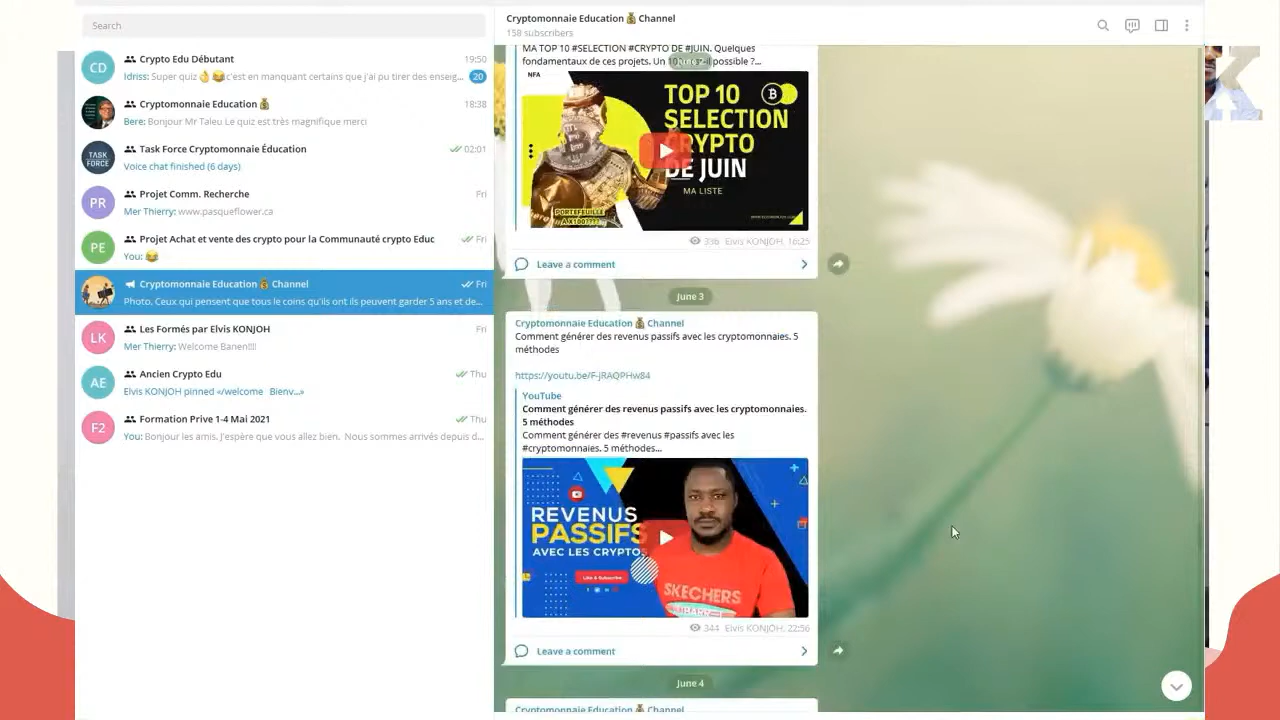 Search
Crypto Edu Débutant
19:50
Idriss: Super quiz👌😂c'est en manquant certains que j'ai pu tirer des enseig...
20
Cryptomonnaie Education💰
18:38
Bere: Bonjour Mr Taleu Le quiz est très magnifique merci
TASK FORCE
Task Force Cryptomonnaie Éducation
02:01
Voice chat finished (6 days)
PR
Projet Comm. Recherche
Fri
Mer Thierry: www.pasqueflower.ca
PE
Projet Achat et vente des crypto pour la Communauté crypto Educ
Fri
You: 😂
Cryptomonnaie Education💰Channel
Fri
Photo, Ceux qui pensent que tous le coins qu'ils ont ils peuvent garder 5 ans et de...
LK
Les Formés par Elvis KONJOH
Fri
Mer Thierry: Welcome Banen
AE
Ancien Crypto Edu
Thu
Elvis KONJOH pinned «/welcome Bienv...»
F2
Formation Prive 1-4 Mai 2021
Thu
You: Bonjour les amis. J'espère que vous allez bien. Nous sommes arrivés depuis d...
CD
Cryptomonnaie Education💰Channel
158 subscribers
MA TOP 10 #SELECTION #CRYPTO DE #JUIN. Quelques
fondamentaux de ces projets. Un possible ?...
NFA
TOP 10
SELECTION
CRYPTO
DE JUIN
MA LISTE
PORTEFEUILLE
336 Elvis KONJOH, 16:25
Leave a comment
June 3
Cryptomonnaie Education💰Channel
Comment générer des revenus passifs avec les cryptomonnaies. 5
méthodes
https://youtu.be/F-jRAQPHw84
YouTube
Comment générer des revenus passifs avec les cryptomonnaies.
5 méthodes
Comment générer des #revenus #passifs avec les
#cryptomonnaies. 5 méthodes...
REVENUS
PASSIFS
AVEC LES CRYPTOS
Like & Subscribe
SKECHERS
344 Elvis KONJOH, 22:56
Leave a comment
June 4
Cryptomonnaie Education💰Channel